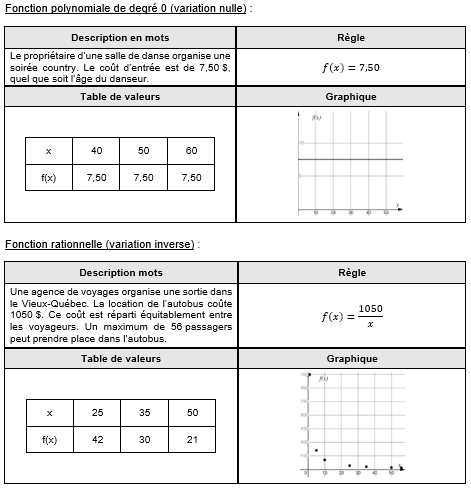 Fonction polynomiale de degré 0 (variation nulle) :
Description en mots
Règle
Le propriétaire d'une salle de danse organise une
soirée country. Le coût d'entrée est de 7,50 $,
quel que soit l'âge du danseur.
f(x) = 7,50
Table de valeurs
Graphique
x 40 50 60
f(x) 7,50 7,50 7,50
f(x)
10
x
10 20 30 40 50
Fonction rationnelle (variation inverse) :
Description mots
Règle
Une agence de voyages organise une sortie dans
le Vieux-Québec. La location de l'autobus coûte
1050 $. Ce coût est réparti équitablement entre
les voyageurs. Un maximum de 56 passagers
peut prendre place dans l'autobus.
f(x) = 1050
x
Table de valeurs
Graphique
x 25 35 50
f(x) 42 30 21
f(x)
0 10 20 30 40 50